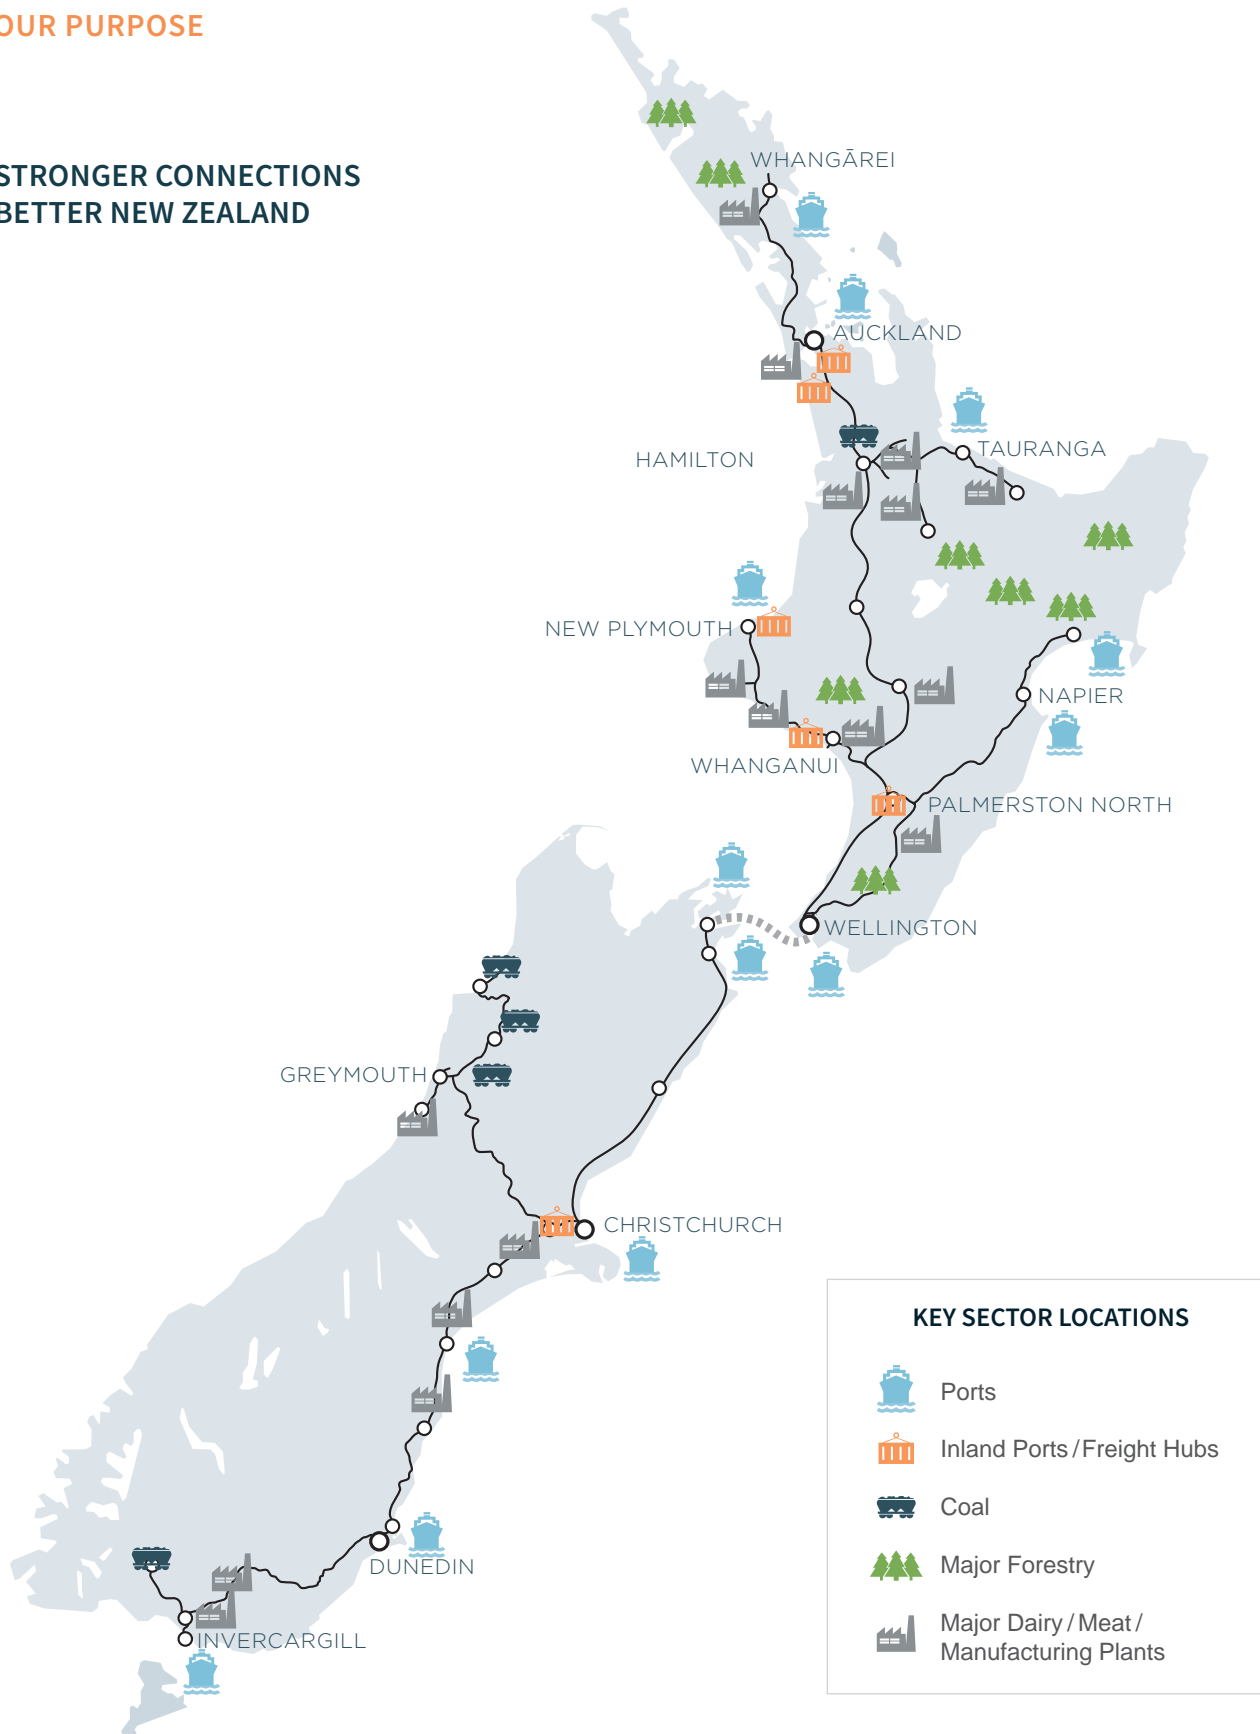 OUR PURPOSE
STRONGER CONNECTIONS
BETTER NEW ZEALAND
WHANGĀREI
AUCKLAND
HAMILTON
TAURANGA
NEW PLYMOUTH
NAPIER
WHANGANUI
PALMERSTON NORTH
WELLINGTON
GREYMOUTH
CHRISTCHURCH
DUNEDIN
INVERCARGILL
KEY SECTOR LOCATIONS
Ports
Inland Ports / Freight Hubs
Coal
Major Forestry
Major Dairy / Meat /
Manufacturing Plants